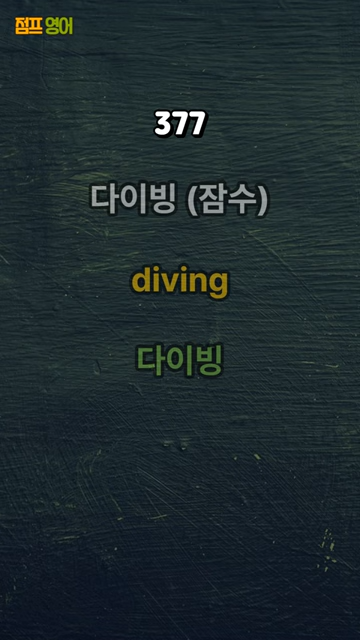 점프 영어
377
다이빙 (잠수)
diving
다이빙